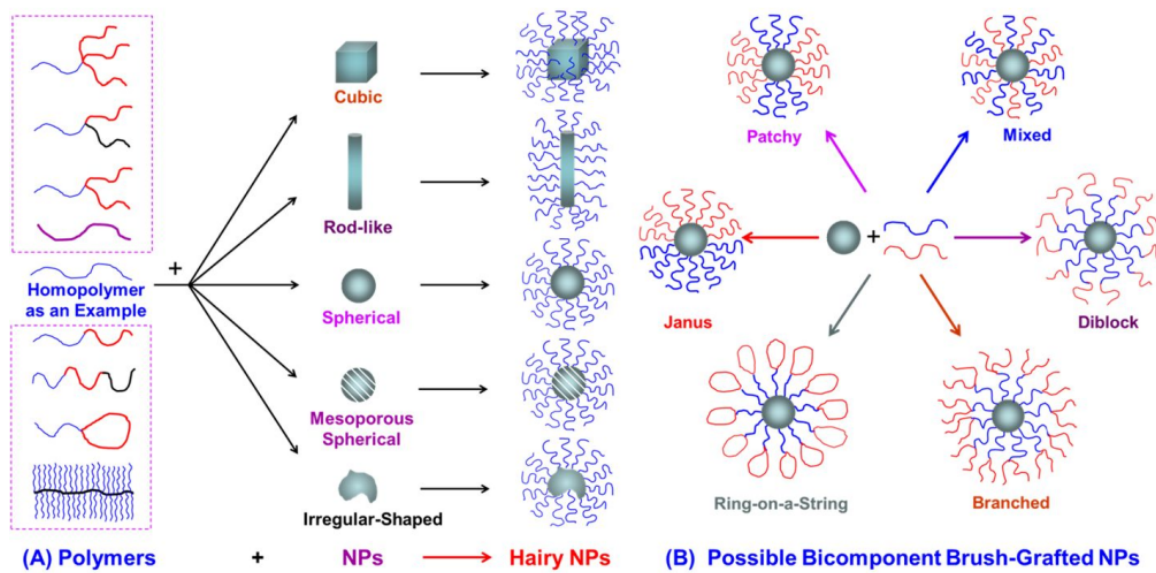 Cubic
+
Rod-like
Homopolymer
as an Example
Spherical
Mesoporous
Spherical
Irregular-Shaped
(A) Polymers + NPs Hairy NPs
Patchy
Mixed
+
Janus
Diblock
Ring-on-a-String
Branched
(B) Possible Bicomponent Brush-Grafted NPs